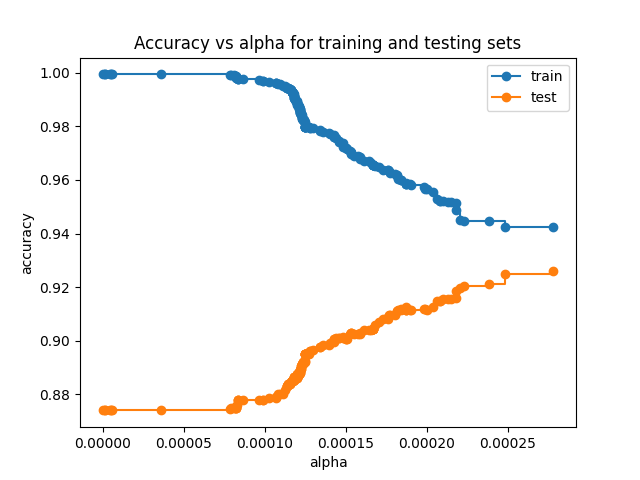 Accuracy vs alpha for training and testing sets
train
test
accuracy
1.00
0.98
0.96
0.94
0.92
0.90
0.88
0.00000 0.00005 0.00010 0.00015 0.00020 0.00025
alpha